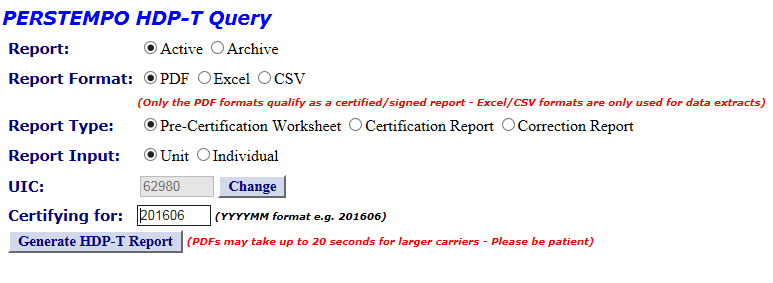 PERSTEMPO HDP-T Query
Report: Active Archive
Report Format: PDF Excel CSV
(Only the PDF formats qualify as a certified/signed report - Excel/CSV formats are only used for data extracts)
Report Type: Pre-Certification Worksheet Certification Report Correction Report
Report Input: Unit Individual
UIC: 62980 Change
Certifying for: 201606 (YYYYMM format e.g. 201606)
Generate HDP-T Report (PDFs may take up to 20 seconds for larger carriers - Please be patient)